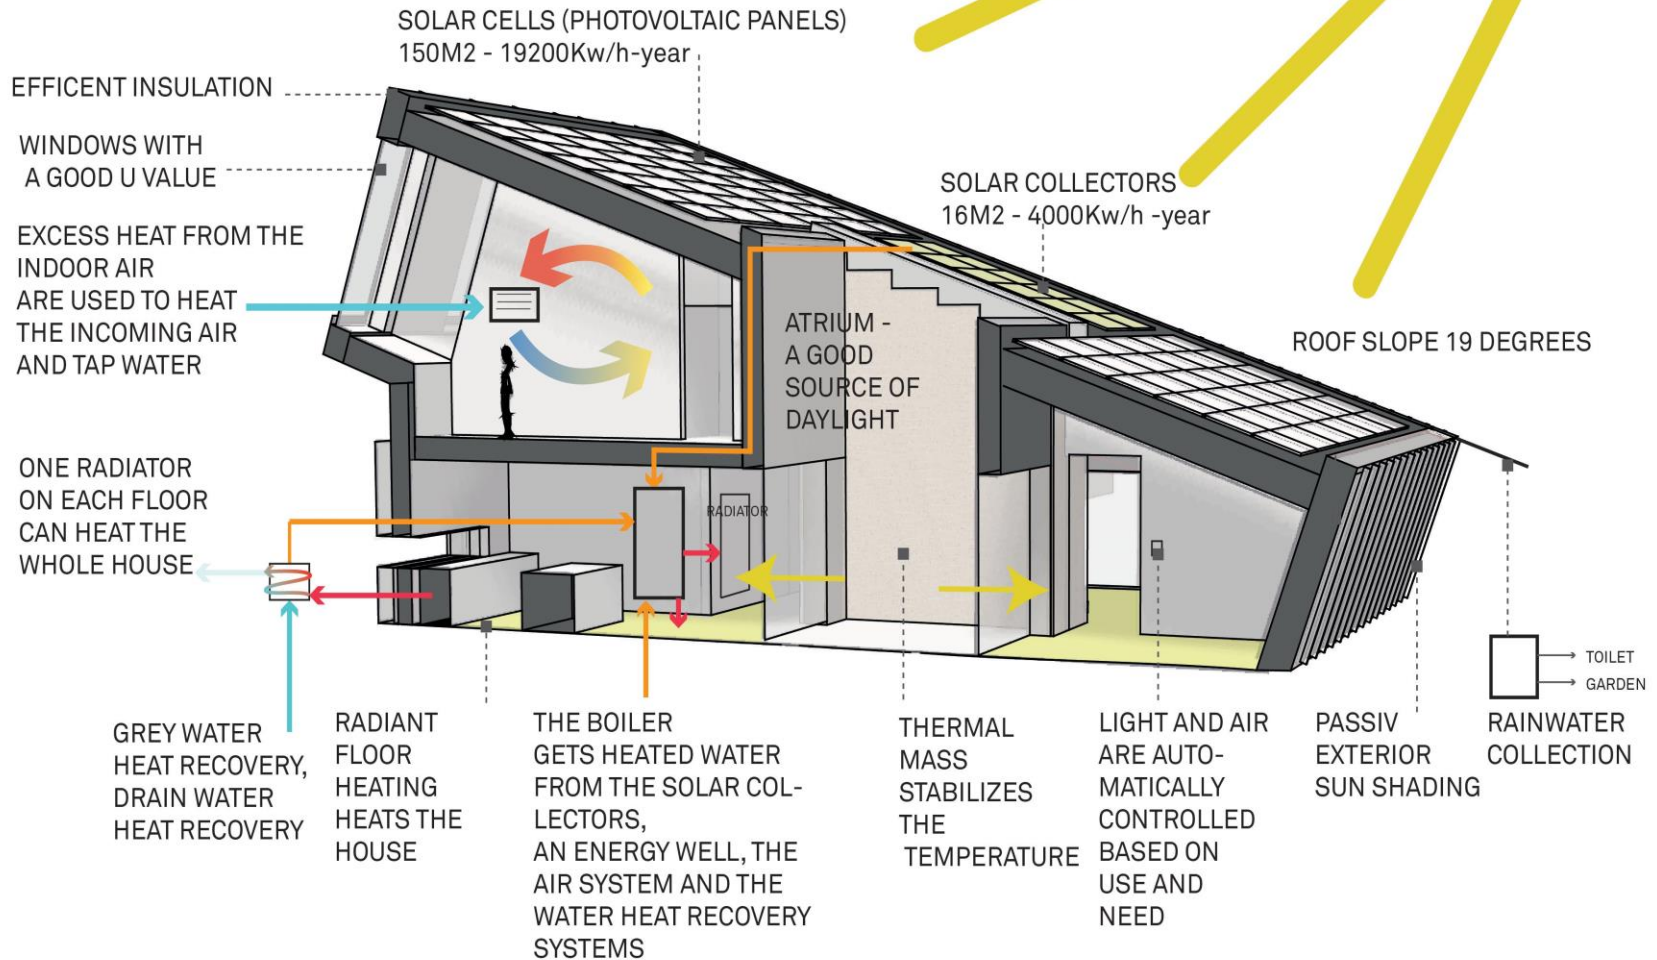 SOLAR CELLS (PHOTOVOLTAIC PANELS)
150M2 - 19200Kw/h-year
EFFICENT INSULATION
WINDOWS WITH
A GOOD U VALUE
SOLAR COLLECTORS
16M2 - 4000Kw/h -year
EXCESS HEAT FROM THE
INDOOR AIR
ARE USED TO HEAT
THE INCOMING AIR
AND TAP WATER
ATRIUM -
A GOOD
SOURCE OF
DAYLIGHT
ROOF SLOPE 19 DEGREES
ONE RADIATOR
ON EACH FLOOR
CAN HEAT THE
WHOLE HOUSE
RADIATOR
TOILET
GARDEN
GREY WATER
HEAT RECOVERY,
DRAIN WATER
HEAT RECOVERY
RADIANT
FLOOR
HEATING
HEATS THE
HOUSE
THE BOILER
GETS HEATED WATER
FROM THE SOLAR COL-
LECTORS,
AN ENERGY WELL, THE
AIR SYSTEM AND THE
WATER HEAT RECOVERY
SYSTEMS
THERMAL
MASS
STABILIZES
THE
TEMPERATURE
LIGHT AND AIR
ARE AUTO-
MATICALLY
CONTROLLED
BASED ON
USE AND
NEED
PASSIV
EXTERIOR
SUN SHADING
RAINWATER
COLLECTION